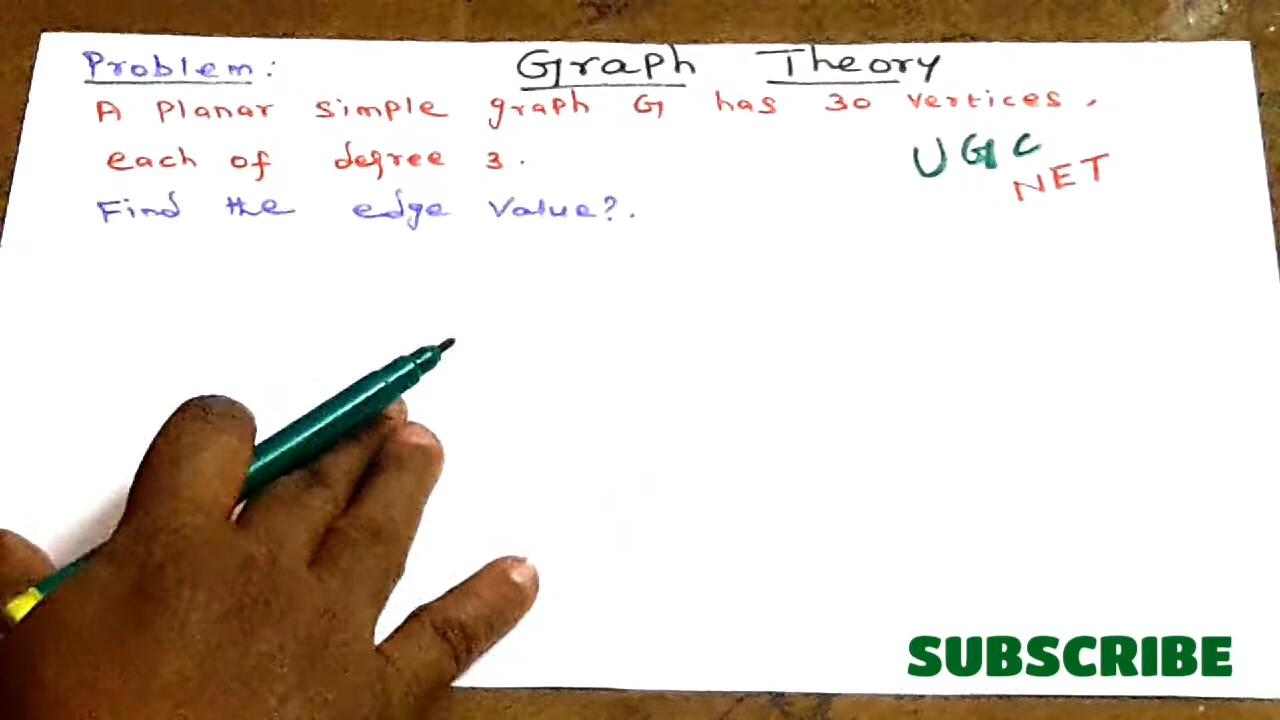 Problem: Graph Theory
A Planar simple graph G has 30 vertices,
each of degree 3.
UGC
NET
Find the edge Value?.
SUBSCRIBE